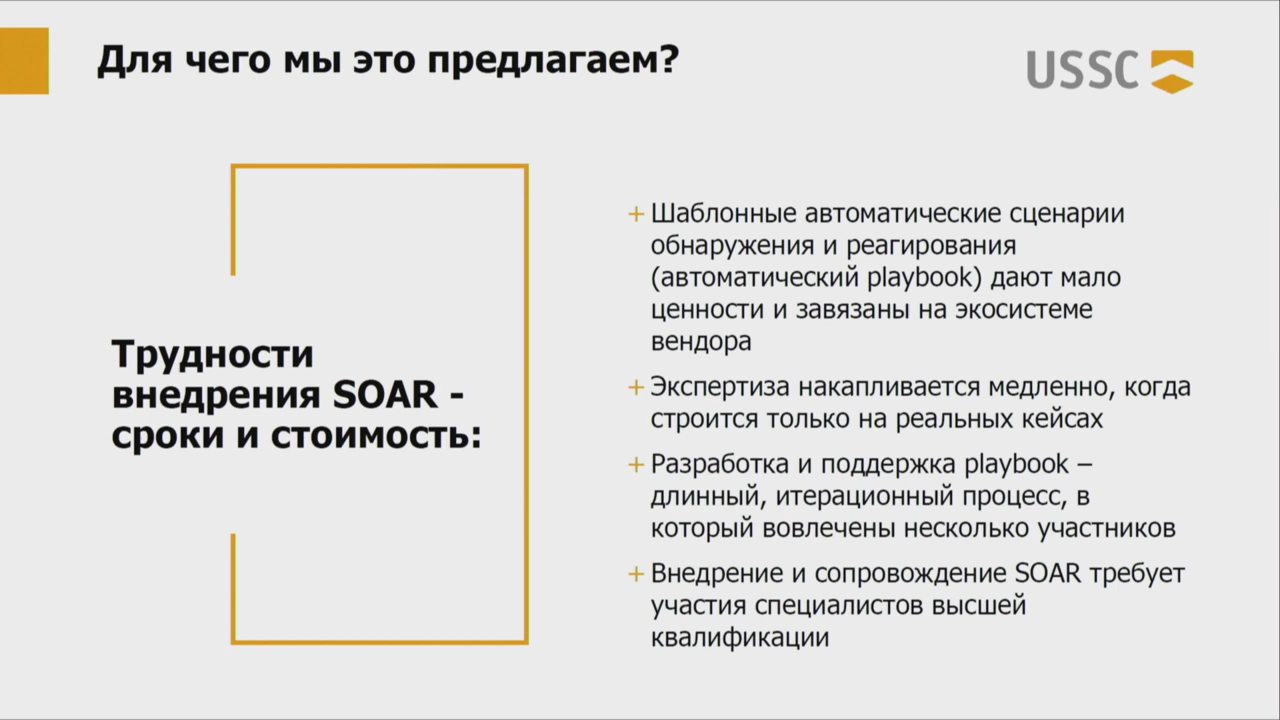 Для чего мы это предлагаем?
USSC
Трудности
внедрения SOAR -
сроки и стоимость:
+ Шаблонные автоматические сценарии
обнаружения и реагирования
(автоматический playbook) дают мало
ценности и завязаны на экосистеме
вендора
+ Экспертиза накапливается медленно, когда
строится только на реальных кейсах
+ Разработка и поддержка playbook –
длинный, итерационный процесс, в
который вовлечены несколько участников
+ Внедрение и сопровождение SOAR требует
участия специалистов высшей
квалификации